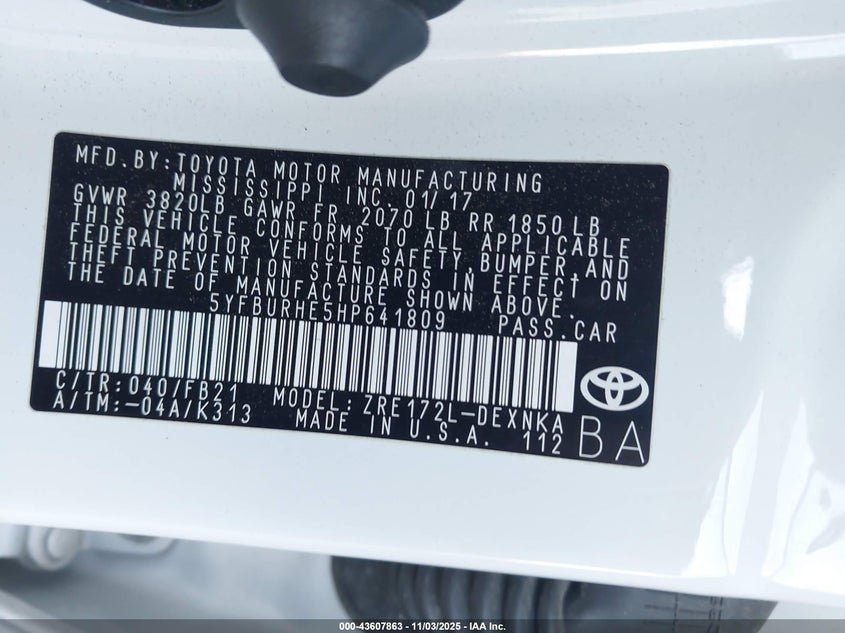 MFD.BY:TOYOTA MOTOR MANUFACTURING
MISSISSIPPI INC. 01/17
GVWR 3820LB GAWR FR 2070 LB RR 1850 LB
THIS VEHICLE CONFORMS TO ALL APPLICABLE
FEDERAL MOTOR VEHICLE SAFETY,BUMPER,AND
THEFT PREVENTION STANDARDS IN EFFECT ON
THE DATE OF MANUFACTURE SHOWN ABOVE.
5YFBURHE5HP641809 PASS.CAR
C/TR:040/FB21 MODEL: ZRE172L-DEXNKA
A/TM:-04A/K313 MADE IN U.S.A. 112
BA
000-43607863 | 11/03/2025 - IAA Inc.